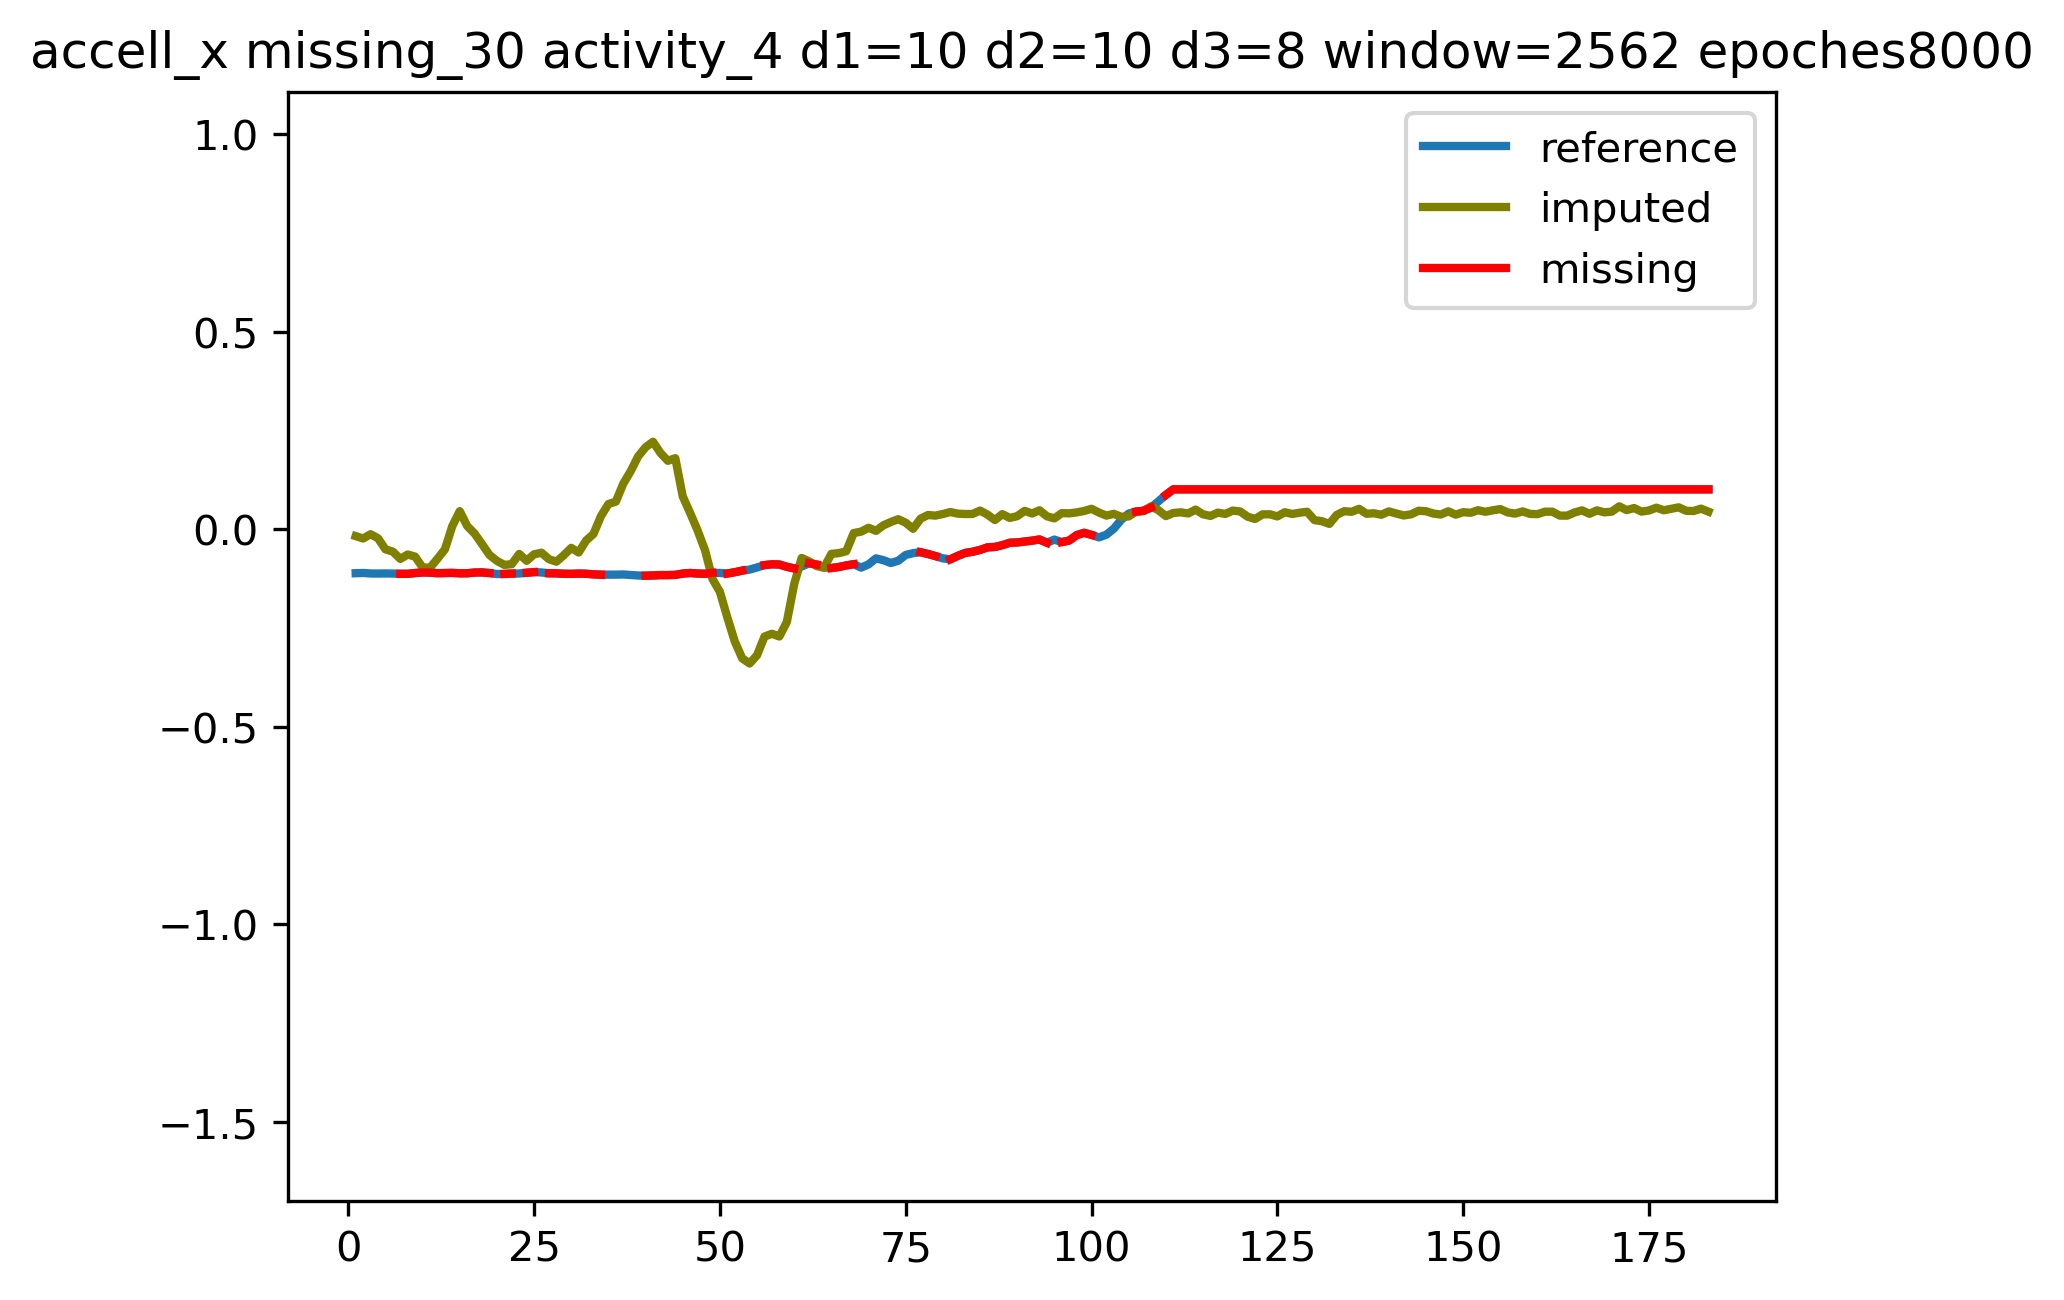 accell_x missing_30 activity_4 d1=10 d2=10 d3=8 window=2562 epoches8000
1.0
0.5
0.0
−0.5
−1.0
−1.5
0 25 50 75 100 125 150 175
reference
imputed
missing